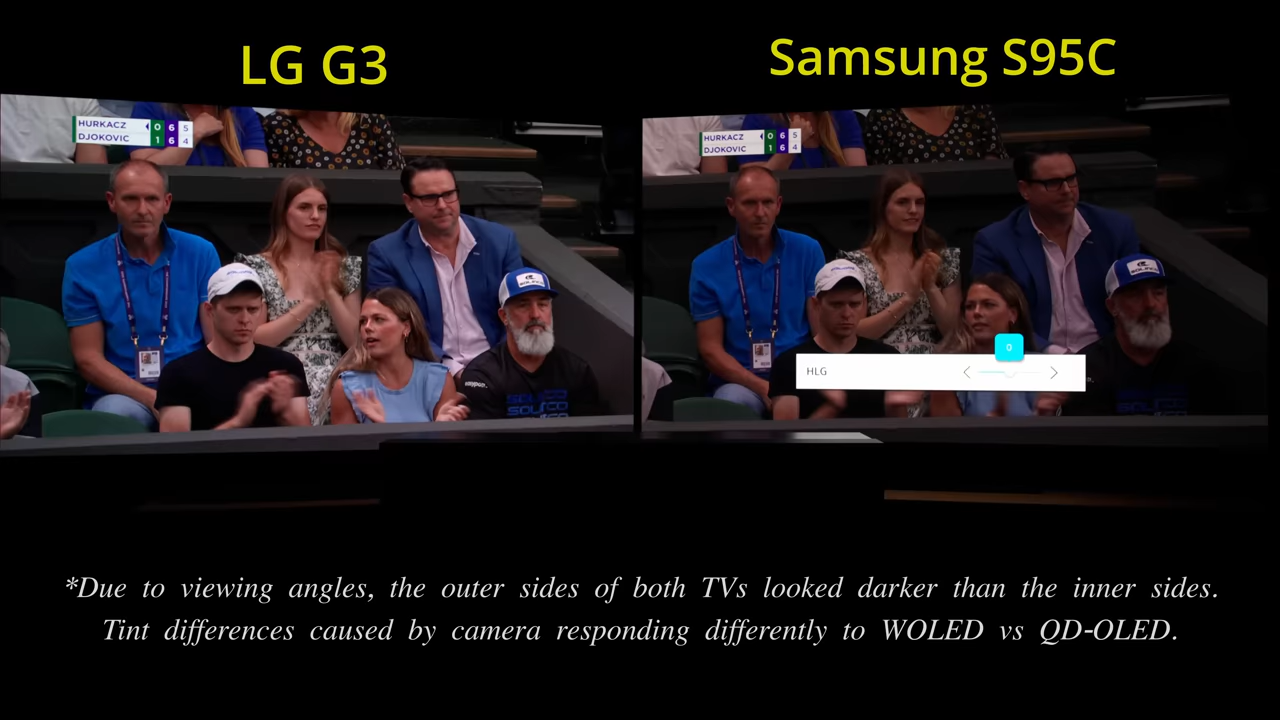 LG G3
Samsung S95C
HURKACZ 0 6 5
DJOKOVIC 1 6 4
HURKACZ 0 6 5
DJOKOVIC 1 6 4
SOLINCO
SOLINCO
0
HLG
*Due to viewing angles, the outer sides of both TVs looked darker than the inner sides.
Tint differences caused by camera responding differently to WOLED vs QD-OLED.